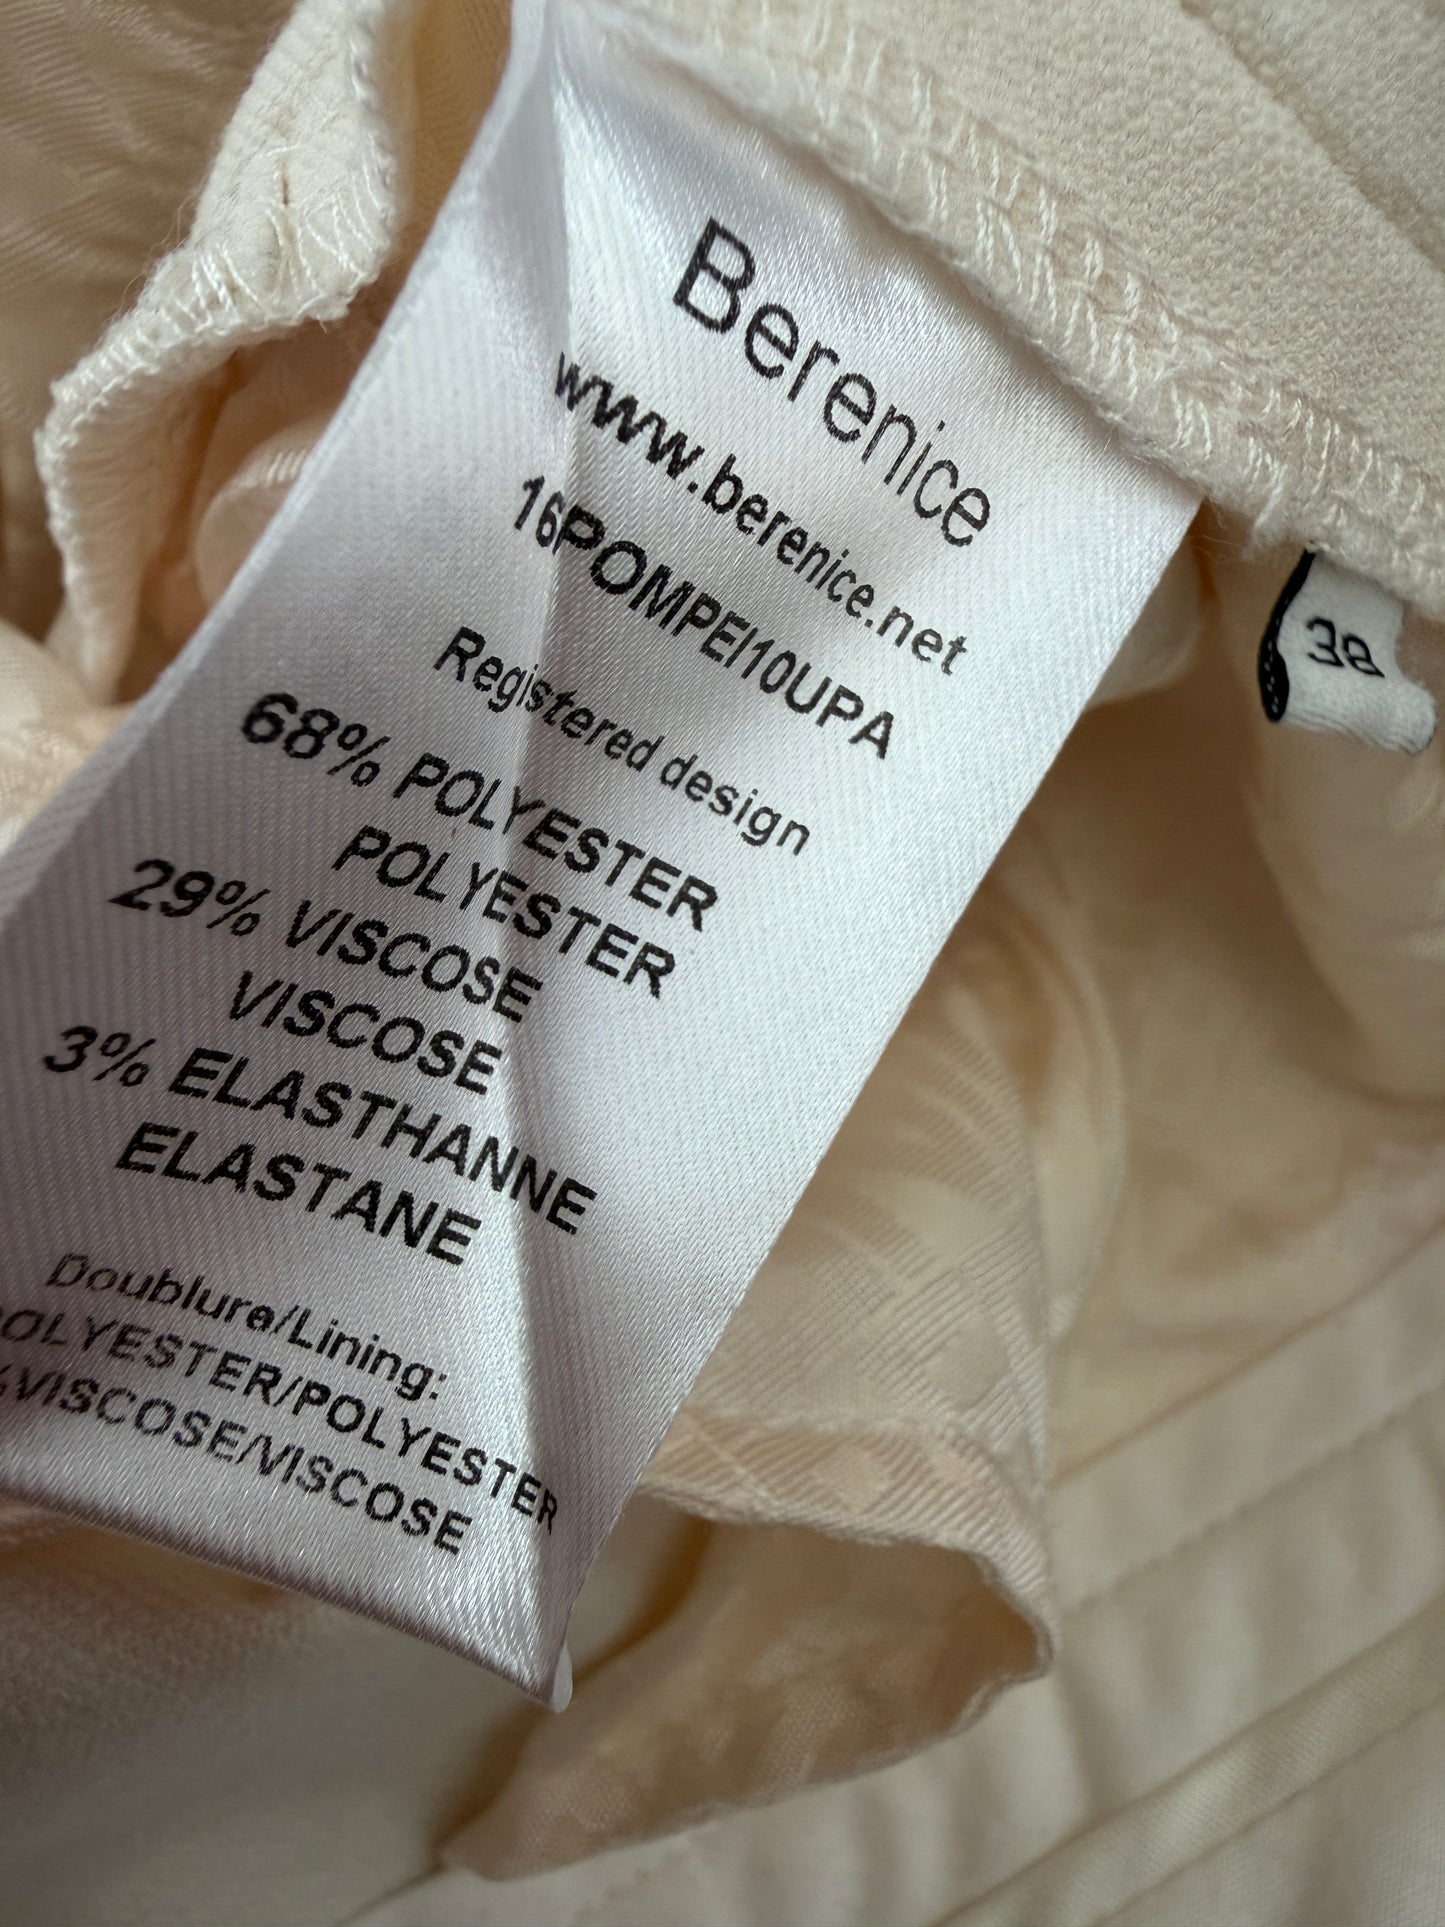 Berenice
www.berenice.net
16POMPEI10UPA
Registered design
68% POLYESTER
POLYESTER
29% VISCOSE
VISCOSE
3% ELASTHANNE
ELASTANE
Doublure/Lining:
POLYESTER/POLYESTER
%VISCOSE/VISCOSE
38